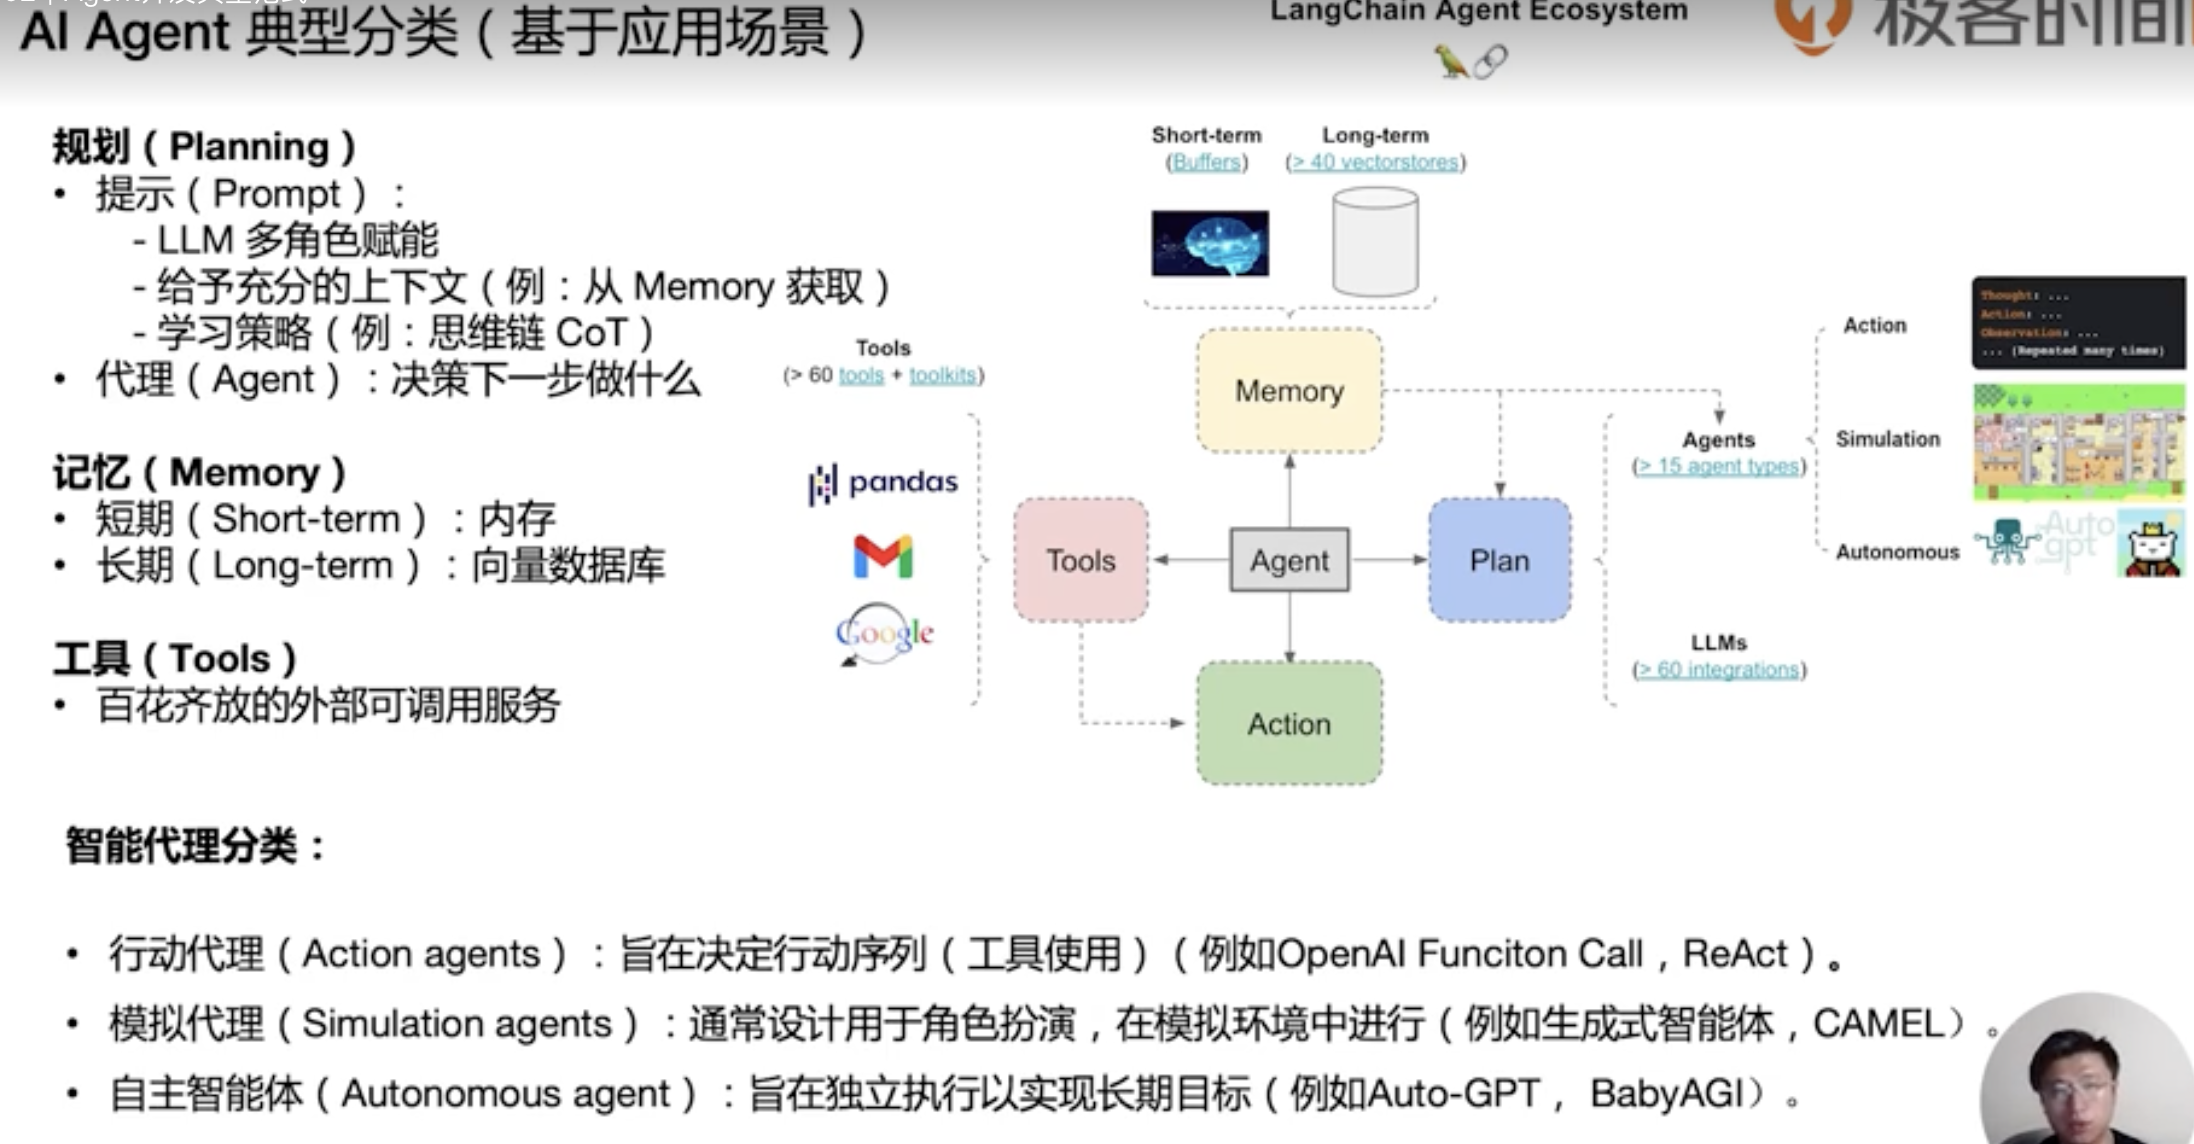 AI Agent 典型分类（基于应用场景）
LangChain Agent Ecosystem
极客时间
规划（Planning）
• 提示（Prompt）：
- LLM 多角色赋能
- 给予充分的上下文（例：从 Memory 获取）
- 学习策略（例：思维链 CoT）
• 代理（Agent）：决策下一步做什么
记忆（Memory）
• 短期（Short-term）：内存
• 长期（Long-term）：向量数据库
工具（Tools）
• 百花齐放的外部可调用服务
Short-term
(Buffers)
Long-term
(> 40 vectorstores)
Tools
(> 60 tools + toolkits)
pandas
Google
Memory
Tools
Agent
Plan
Action
Agents
(> 15 agent types)
LLMs
(> 60 integrations)
Action
Simulation
Autonomous
Thought: ...
Action: ...
Observation: ...
... (Repeated many times)
Auto
gpt
智能代理分类：
• 行动代理（Action agents）：旨在决定行动序列（工具使用）（例如OpenAI Funciton Call，ReAct）。
• 模拟代理（Simulation agents）：通常设计用于角色扮演，在模拟环境中进行（例如生成式智能体，CAMEL）。
• 自主智能体（Autonomous agent）：旨在独立执行以实现长期目标（例如Auto-GPT， BabyAGI）。